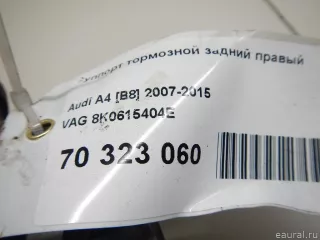 Суппорт тормозной задний правый
Audi A4 [B8] 2007-2015
VAG 8K0615404E
70 323 060
eaural.ru